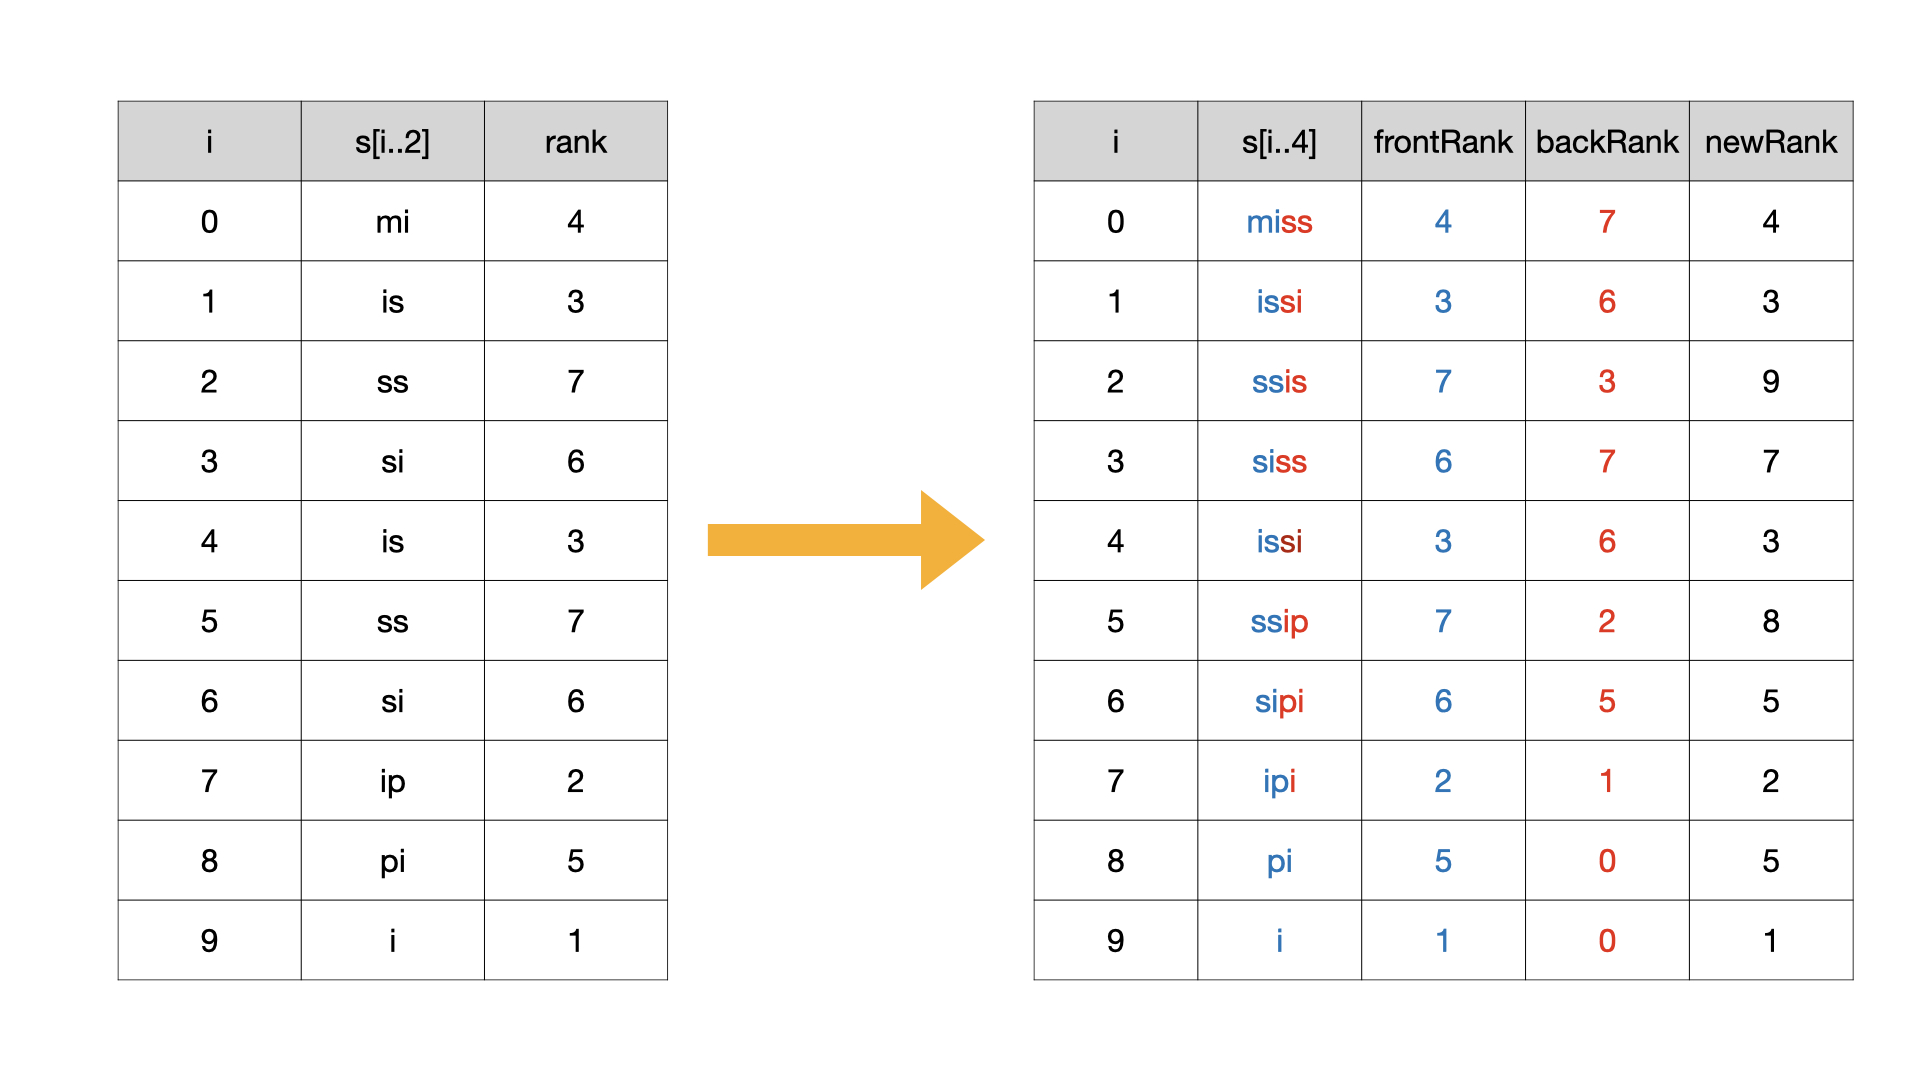 i s[i..2] rank
0 mi 4
1 is 3
2 ss 7
3 si 6
4 is 3
5 ss 7
6 si 6
7 ip 2
8 pi 5
9 i 1
i s[i..4] frontRank backRank newRank
0 miss 4 7 4
1 issi 3 6 3
2 ssis 7 3 9
3 siss 6 7 7
4 issi 3 6 3
5 ssip 7 2 8
6 sipi 6 5 5
7 ipi 2 1 2
8 pi 5 0 5
9 i 1 0 1